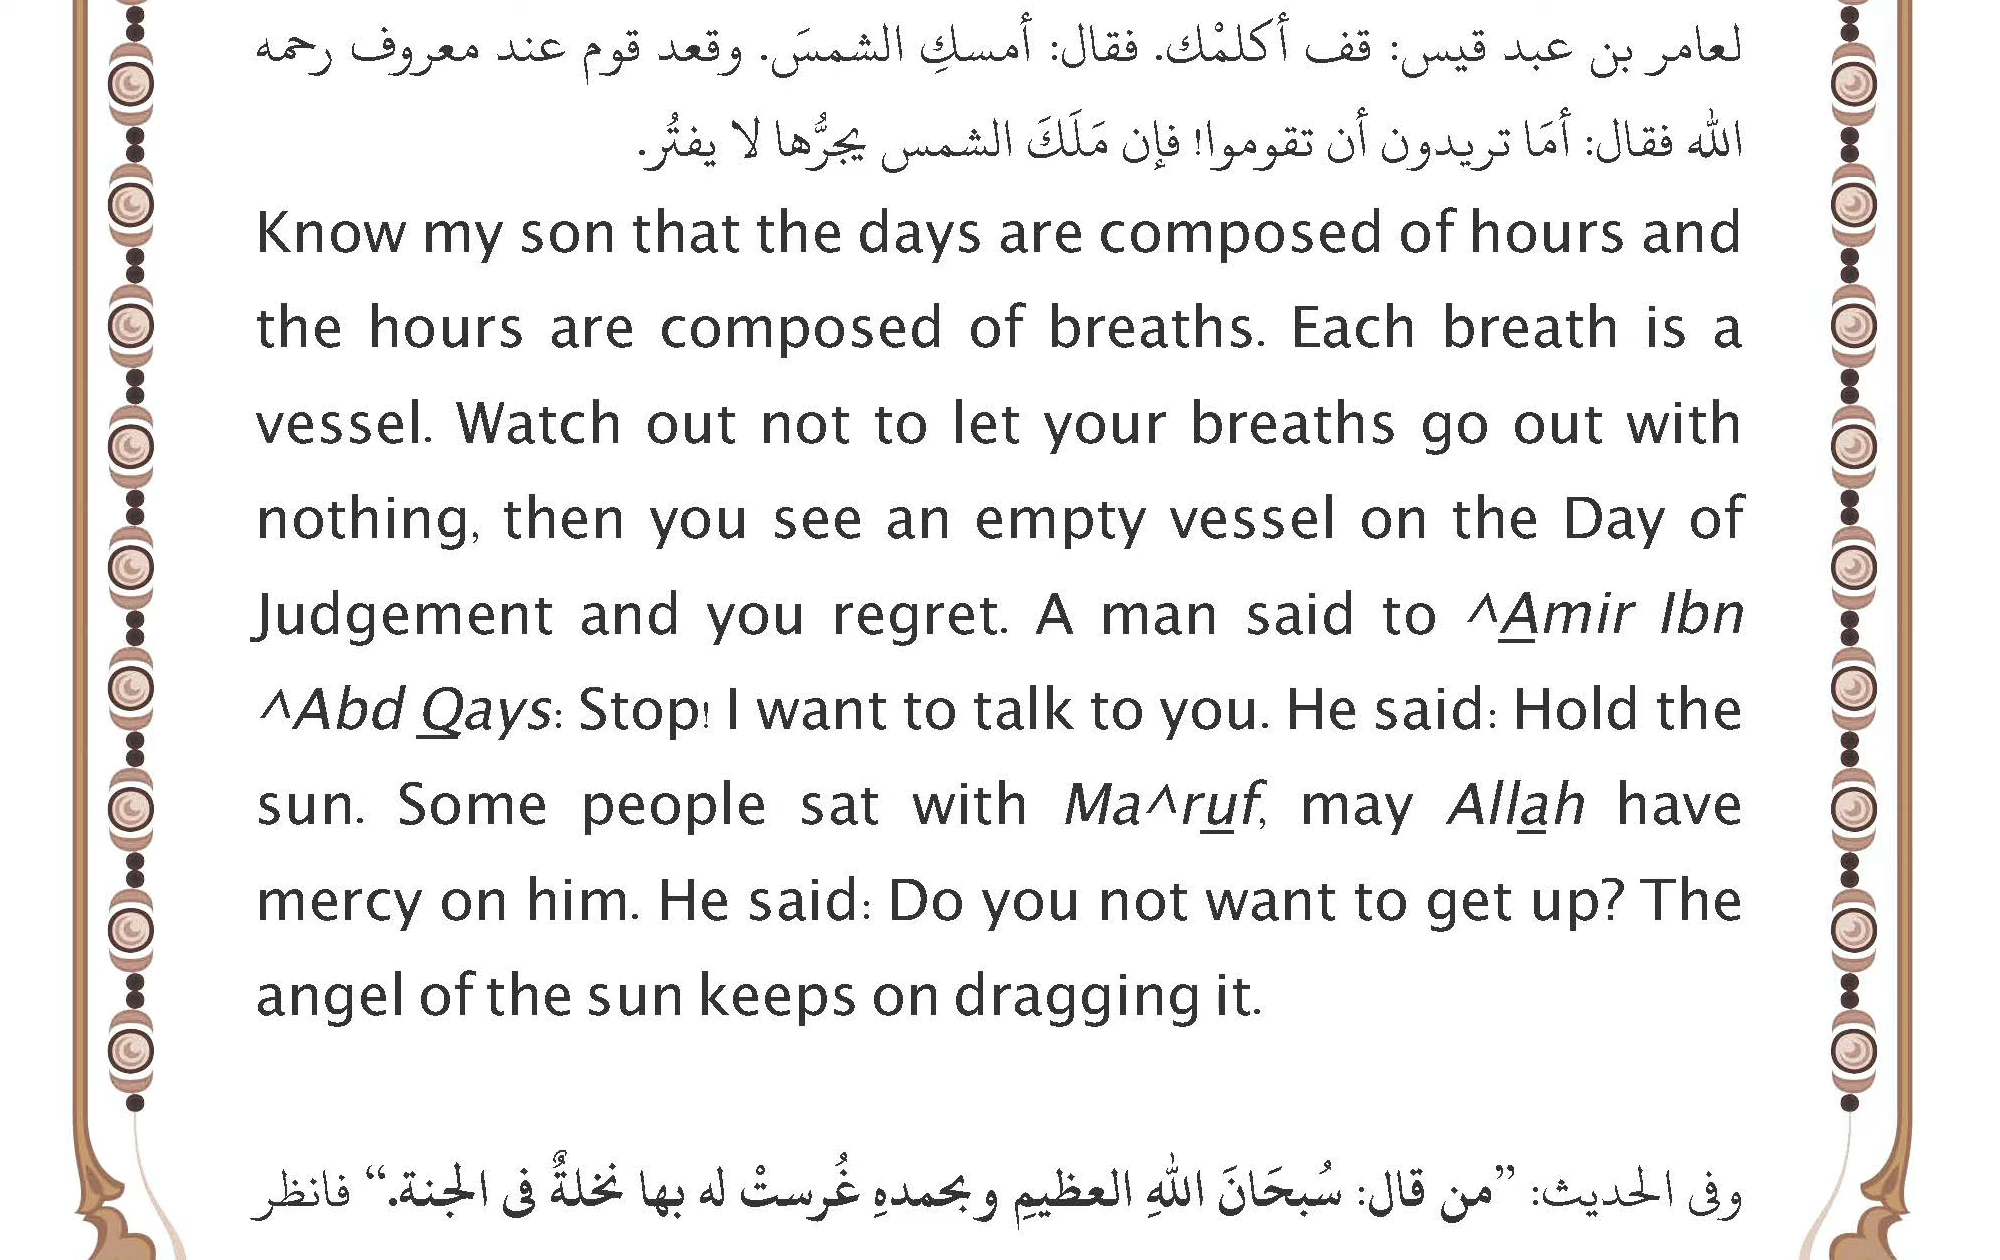 لعامر بن عبد قيس: قف أكلمْك. فقال: أمسكِ الشمسَ. وقعد قوم عند معروف رحمه
الله فقال: أمَا تريدون أن تقوموا! فإن مَلَكَ الشمس يجرُّها لا يفتُر.
Know my son that the days are composed of hours and
the hours are composed of breaths. Each breath is a
vessel. Watch out not to let your breaths go out with
nothing, then you see an empty vessel on the Day of
Judgement and you regret. A man said to ^Amir Ibn
^Abd Qays: Stop! I want to talk to you. He said: Hold the
sun. Some people sat with Ma^ruf, may Allah have
mercy on him. He said: Do you not want to get up? The
angel of the sun keeps on dragging it.
وفى الحديث: ”من قال: سُبحَانَ اللهِ العظيمِ وبحمدهِ غُرستْ له بها نخلةٌ فى الجنة.“ فانظر